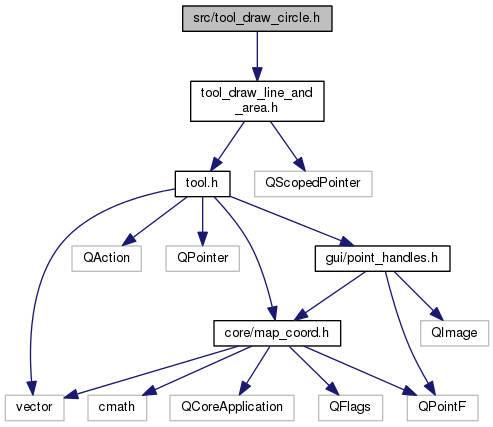 src/tool_draw_circle.h
tool_draw_line_and
_area.h
tool.h
QScopedPointer
QAction
QPointer
gui/point_handles.h
core/map_coord.h
QImage
vector
cmath
QCoreApplication
QFlags
QPointF